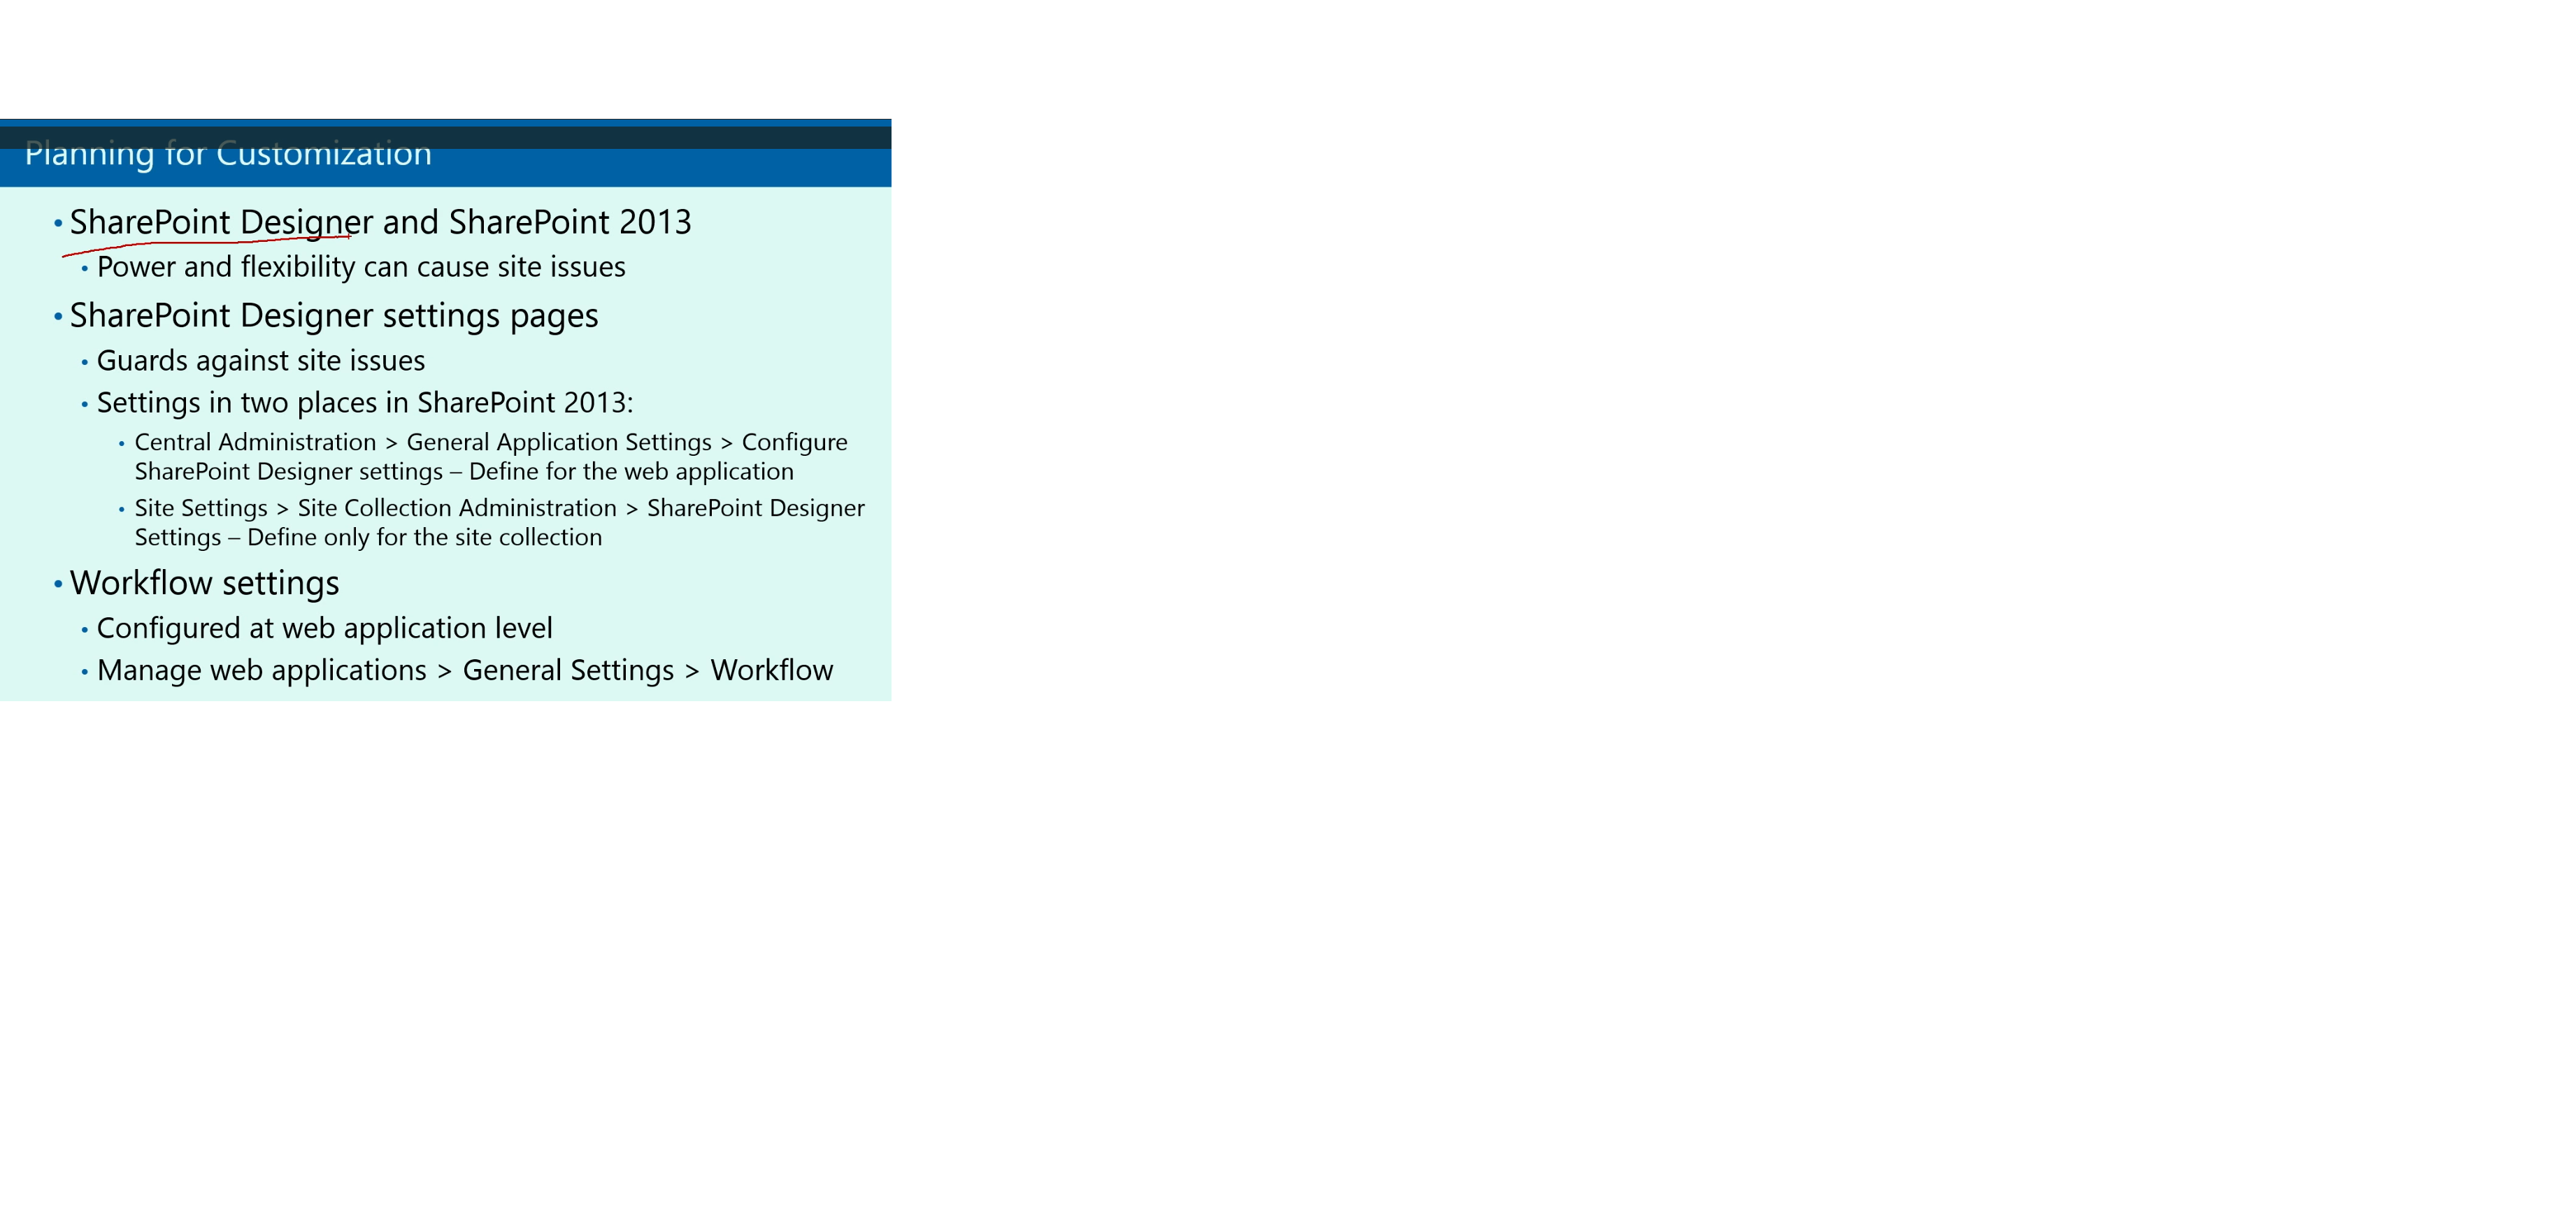 Planning for Customization
• SharePoint Designer and SharePoint 2013
• Power and flexibility can cause site issues
• SharePoint Designer settings pages
• Guards against site issues
• Settings in two places in SharePoint 2013:
• Central Administration > General Application Settings > Configure
SharePoint Designer settings – Define for the web application
• Site Settings > Site Collection Administration > SharePoint Designer
Settings – Define only for the site collection
• Workflow settings
• Configured at web application level
• Manage web applications > General Settings > Workflow